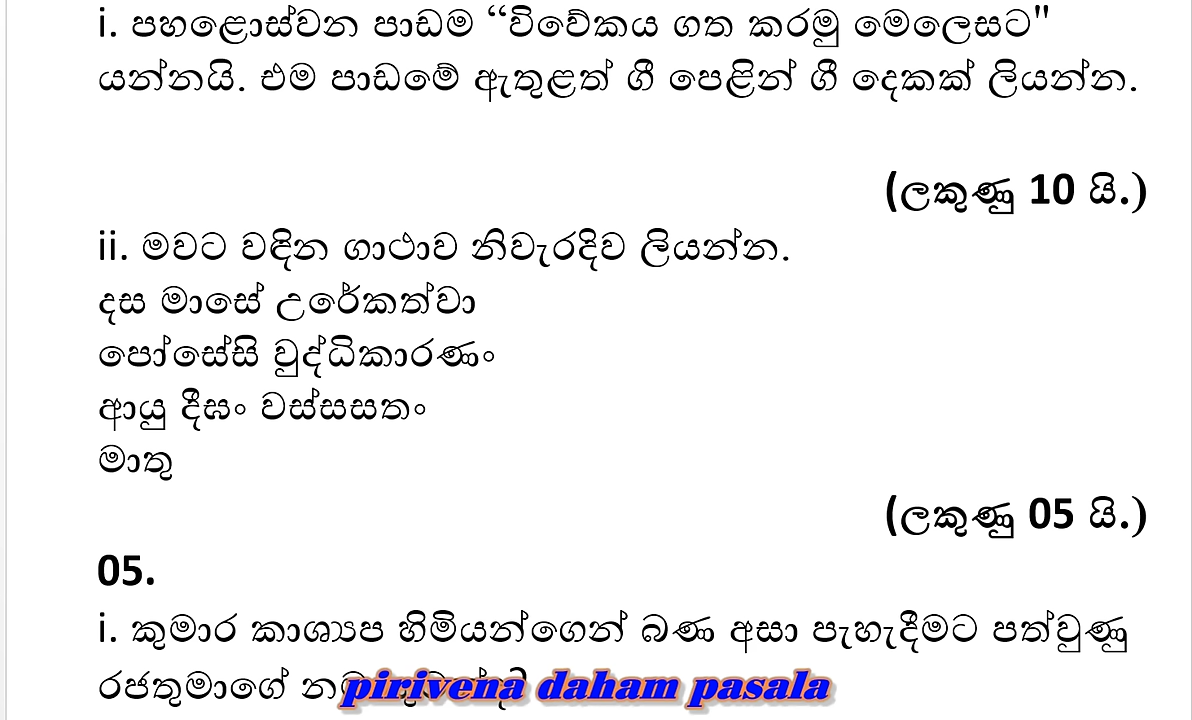 i. පහළොස්වන පාඩම “විවේකය ගත කරමු මෙලෙසට"
යන්නයි. එම පාඩමේ ඇතුළත් ගී පෙළින් ගී දෙකක් ලියන්න.
(ලකුණු 10 යි.)
ii. මවට වඳින ගාථාව නිවැරදිව ලියන්න.
දස මාසේ උරේකත්වා
පෝසේසි වුද්ධිකාරණං
ආයු දීඝං වස්සසතං
මාතු
(ලකුණු 05 යි.)
05.
i. කුමාර කාශ්‍යප හිමියන්ගෙන් බණ අසා පැහැදීමට පත්වුණු
රජතුමාගේ
pirivena daham pasala